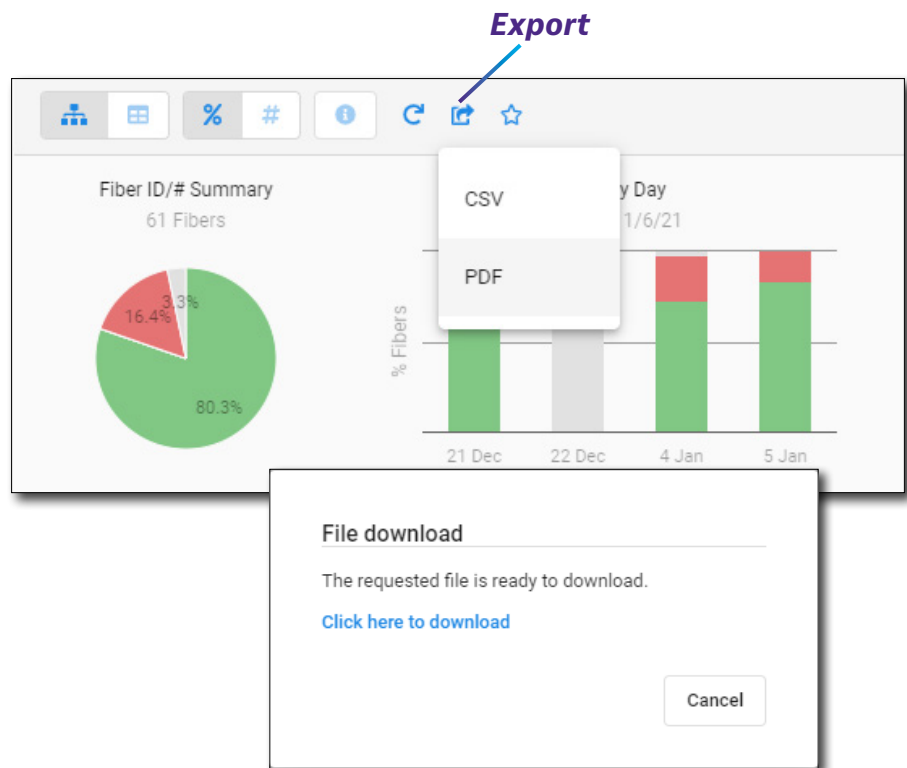 Export
%
#
Fiber ID/# Summary
61 Fibers
CSV
PDF
y Day
1/6/21
3.3%
16.4%
80.3%
% Fibers
21 Dec
22 Dec
4 Jan
5 Jan
File download
The requested file is ready to download.
Click here to download
Cancel